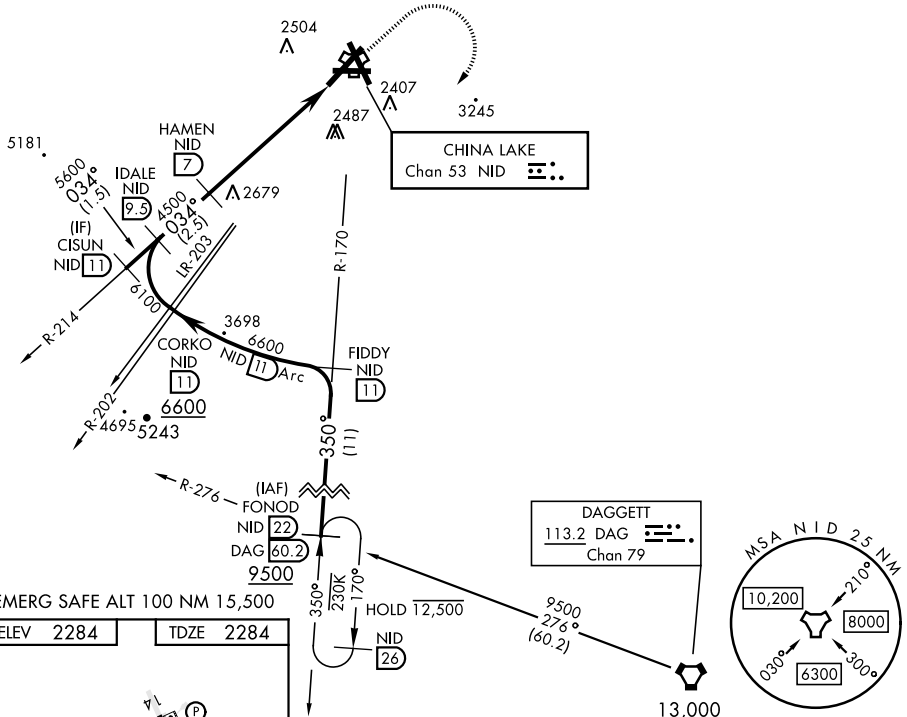 2504
2407
3245
2487
CHINA LAKE
Chan 53 NID
HAMEN
NID
7
5181
5600
034°
(1.5)
IDALE
NID
9.5
4500
034°
(2.5)
2679
(IF)
CISUN
NID 11
LR-203
R-170
6100
R-214
3698
6600
NID 11 Arc
CORKO
NID
11
6600
FIDDY
NID
11
R-202
4695
5243
350°
(11)
R-276
(IAF)
FONOD
NID 22
DAG 60.2
9500
350°
230K
170°
HOLD 12,500
NID
26
9500
276°
(60.2)
DAGGETT
113.2 DAG
Chan 79
13,000
MSA NID 25 NM
210°
10,200
8000
030°
6300
300°
EMERG SAFE ALT 100 NM 15,500
ELEV 2284
TDZE 2284
14
P